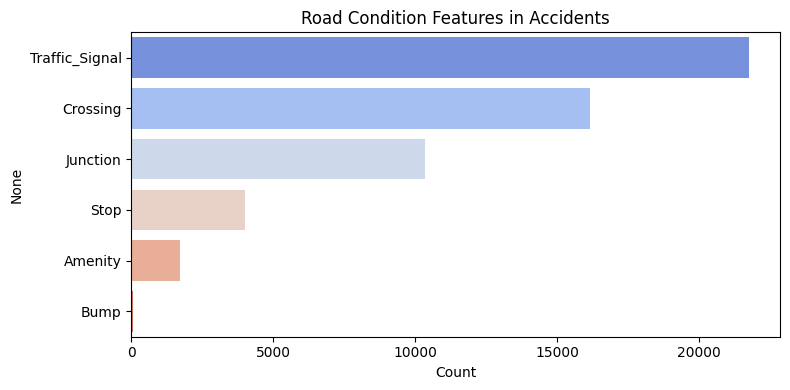 Road Condition Features in Accidents
Traffic_Signal
Crossing
Junction
Stop
Amenity
Bump
None
0 5000 10000 15000 20000
Count